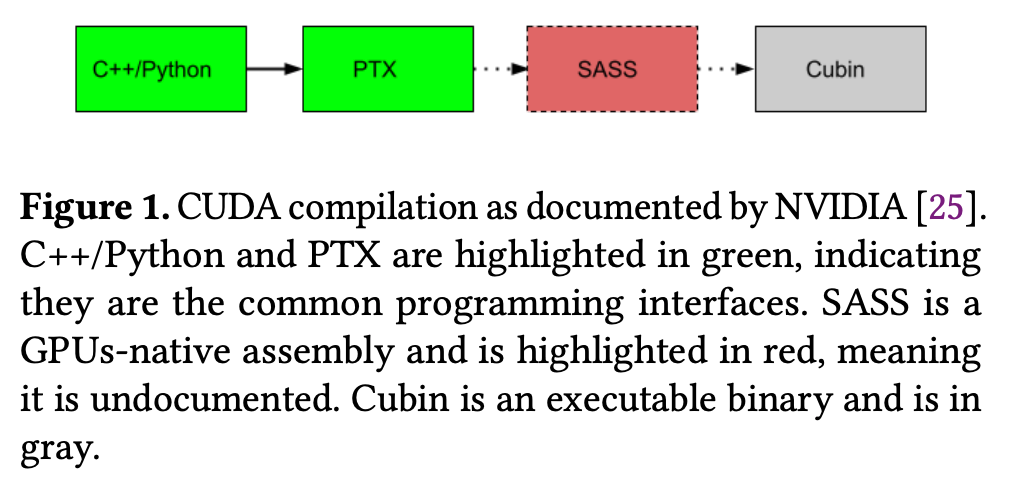 C++/Python PTX SASS Cubin
Figure 1. CUDA compilation as documented by NVIDIA [25].
C++/Python and PTX are highlighted in green, indicating
they are the common programming interfaces. SASS is a
GPUs-native assembly and is highlighted in red, meaning
it is undocumented. Cubin is an executable binary and is in
gray.